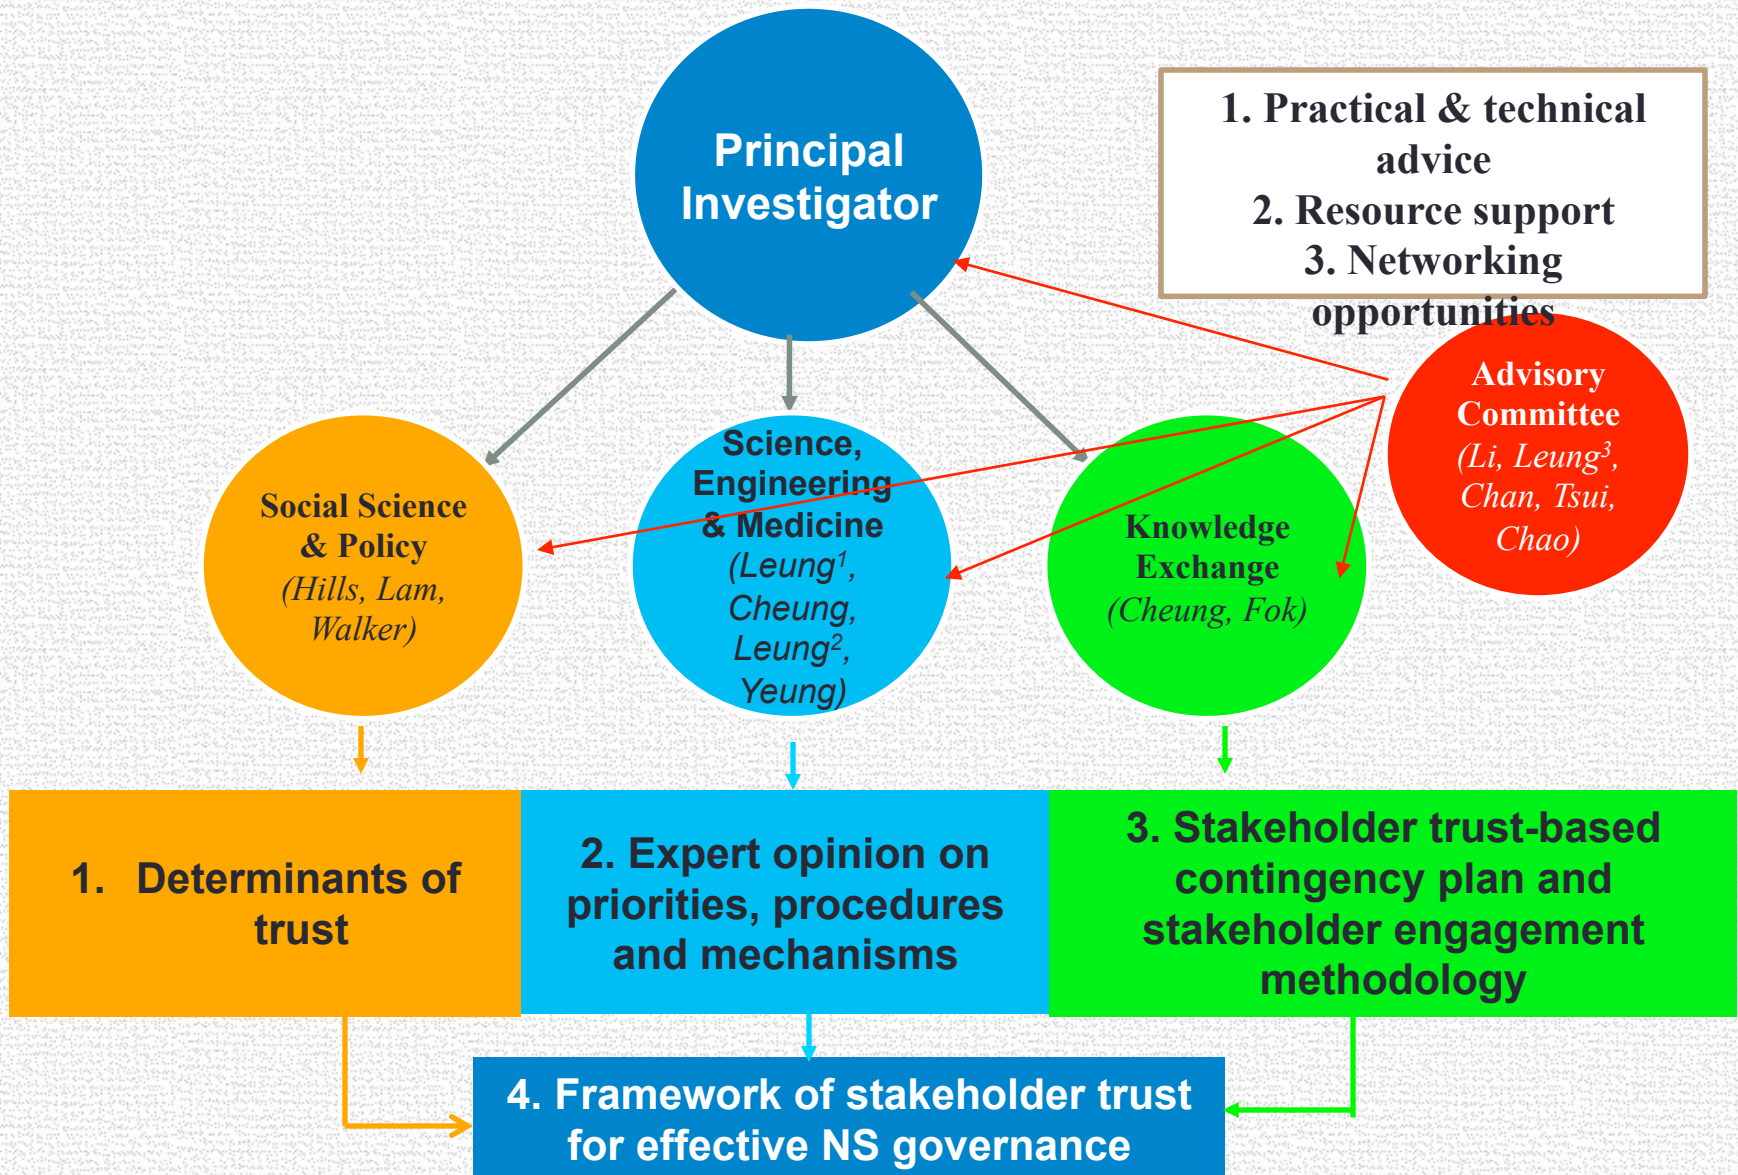 Principal
Investigator
1. Practical & technical
advice
2. Resource support
3. Networking
opportunities
Advisory
Committee
(Li, Leung³,
Chan, Tsui,
Chao)
Social Science
& Policy
(Hills, Lam,
Walker)
Science,
Engineering
& Medicine
(Leung¹,
Cheung,
Leung²,
Yeung)
Knowledge
Exchange
(Cheung, Fok)
1. Determinants of
trust
2. Expert opinion on
priorities, procedures
and mechanisms
3. Stakeholder trust-based
contingency plan and
stakeholder engagement
methodology
4. Framework of stakeholder trust
for effective NS governance